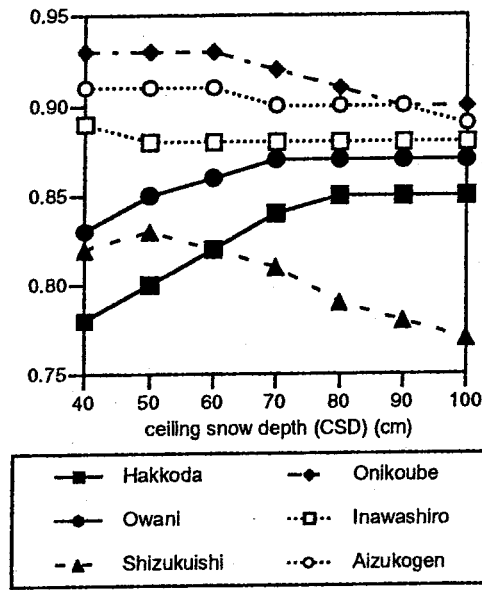 0.95
0.90
0.85
0.80
0.75
40 50 60 70 80 90 100
ceiling snow depth (CSD) (cm)
Hakkoda Onikoube
Owani Inawashiro
Shizukuishi Aizukogen